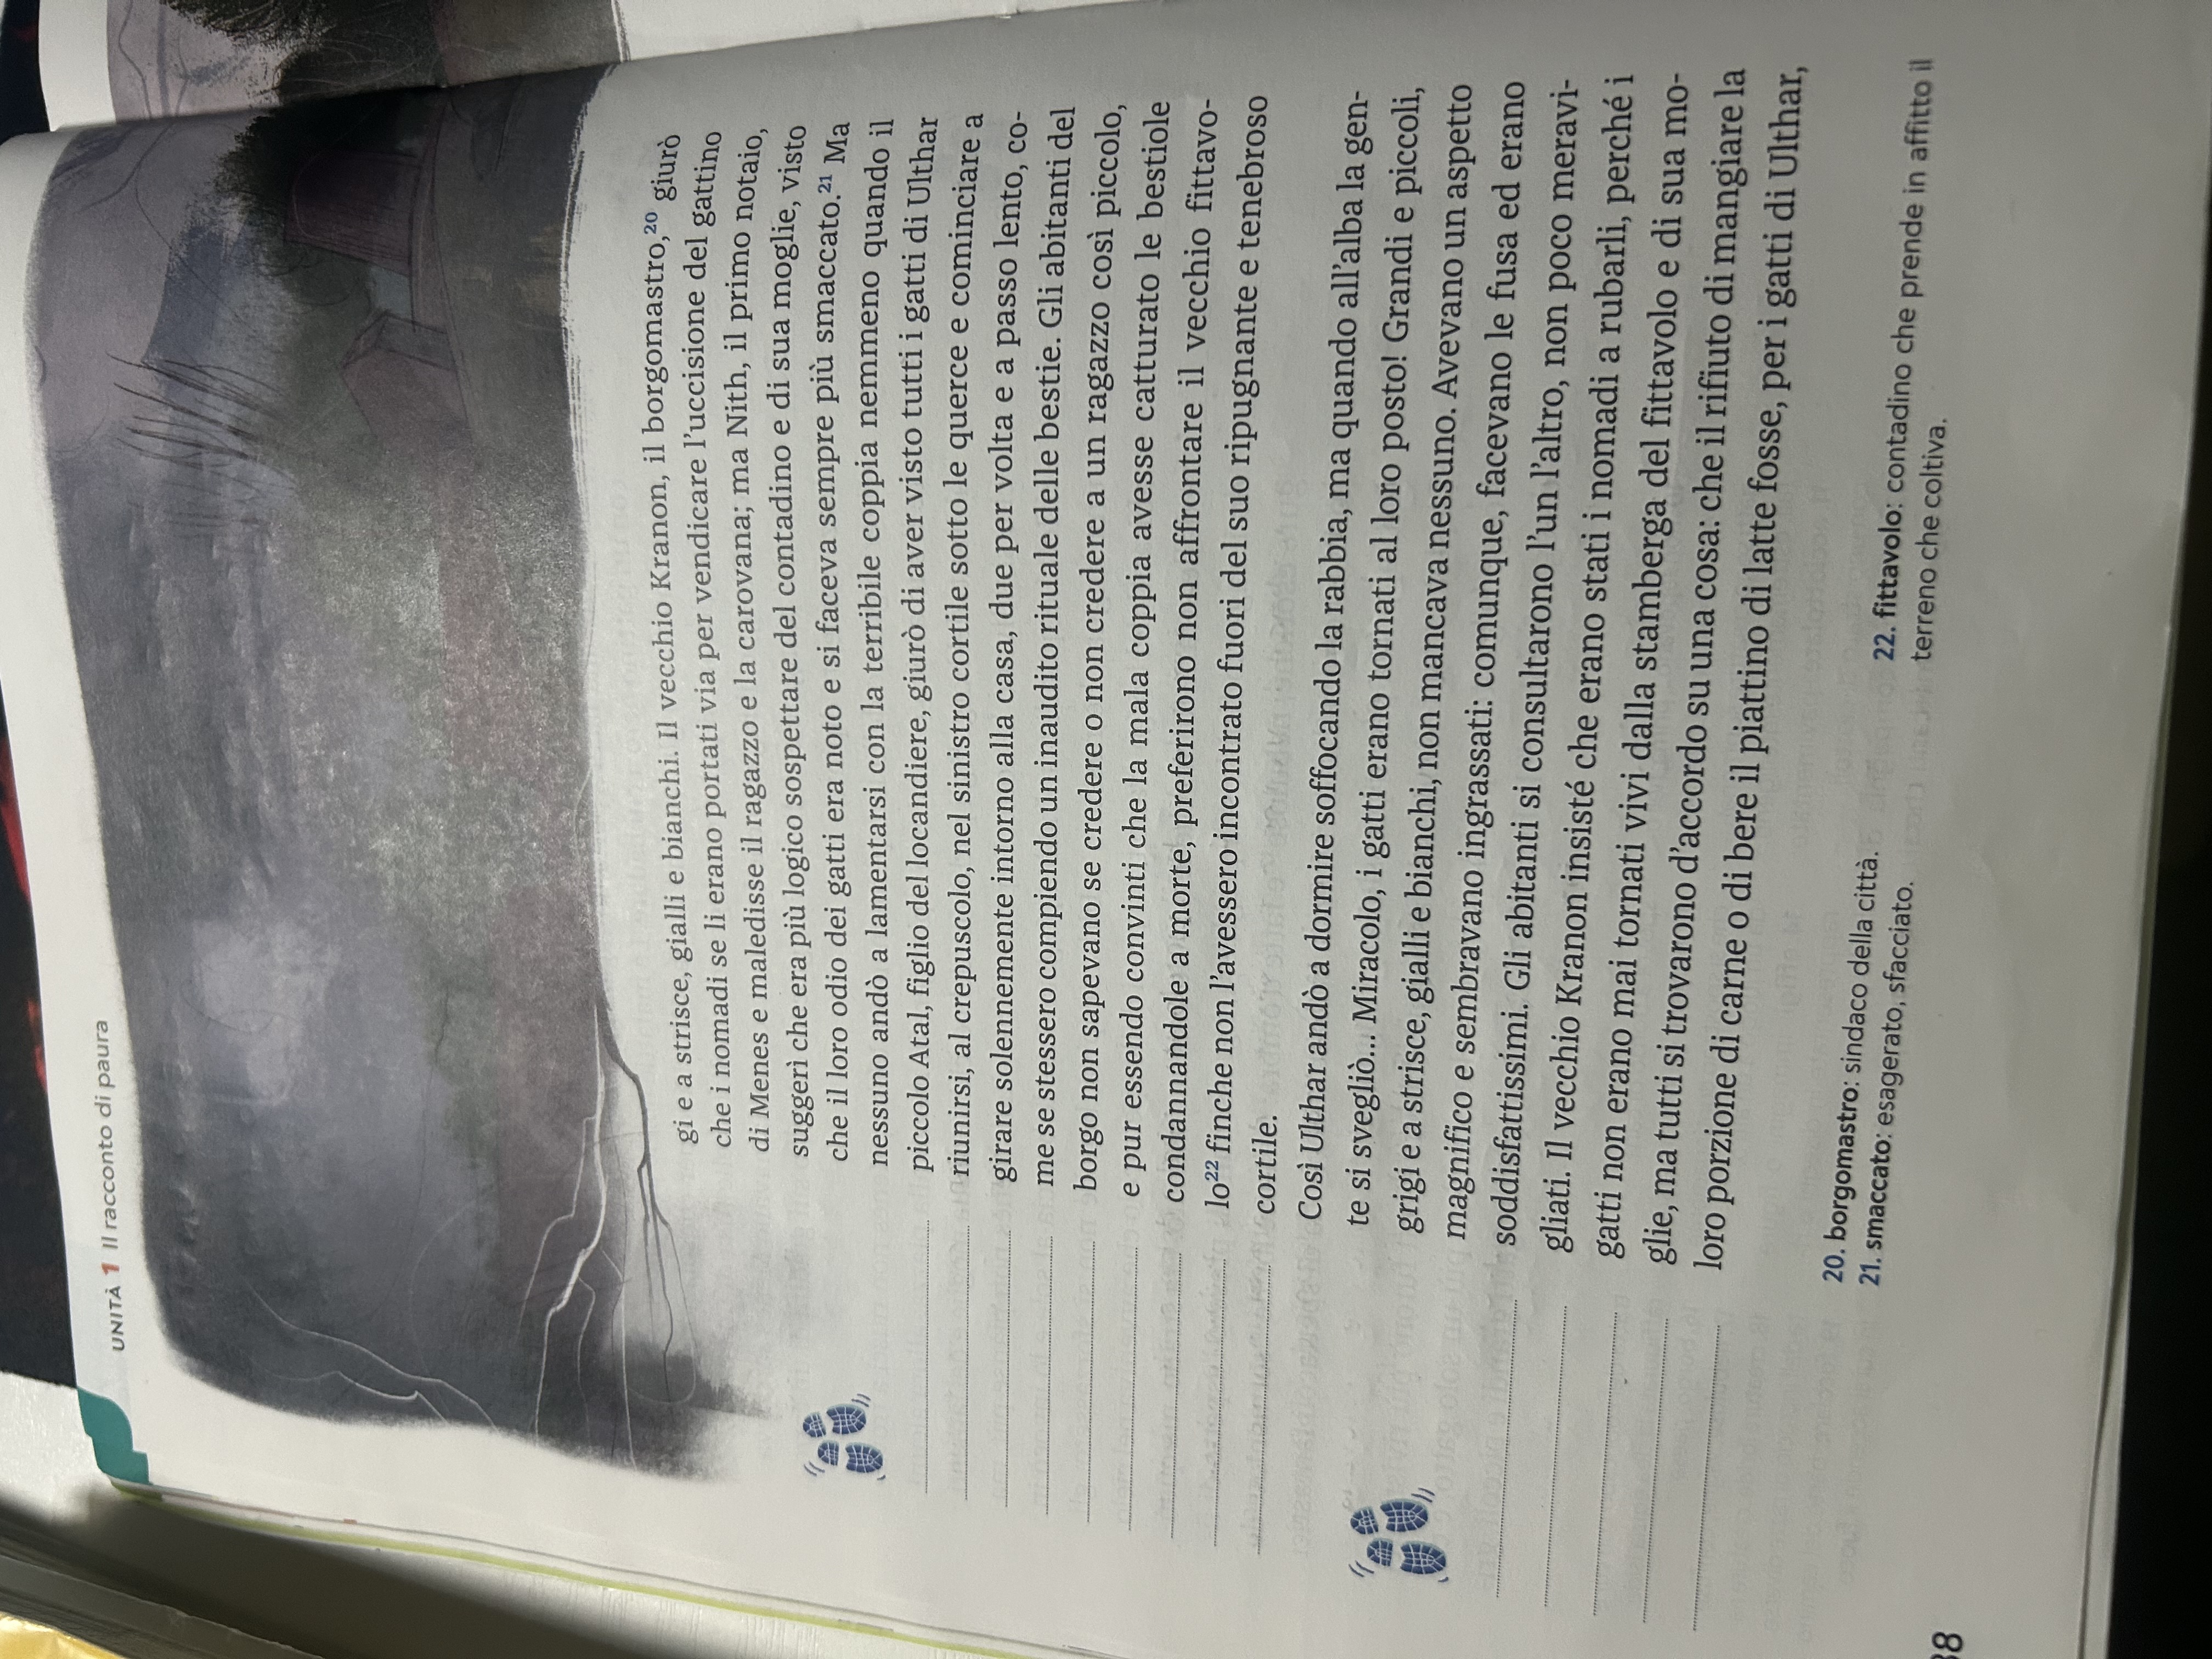 UNITÀ 1 Il racconto di paura
gi e a strisce, gialli e bianchi. Il vecchio Kranon, il borgomastro,20 giurò
che i nomadi se li erano portati via per vendicare l'uccisione del gattino
di Menes e maledisse il ragazzo e la carovana; ma Nith, il primo notaio,
suggerì che era più logico sospettare del contadino e di sua moglie, visto
che il loro odio dei gatti era noto e si faceva sempre più smaccato.21 Ma
nessuno andò a lamentarsi con la terribile coppia nemmeno quando il
piccolo Atal, figlio del locandiere, giurò di aver visto tutti i gatti di Ulthar
riunirsi, al crepuscolo, nel sinistro cortile sotto le querce e cominciare a
girare solennemente intorno alla casa, due per volta e a passo lento, co-
me se stessero compiendo un inaudito rituale delle bestie. Gli abitanti del
borgo non sapevano se credere o non credere a un ragazzo così piccolo,
e pur essendo convinti che la mala coppia avesse catturato le bestiole
condannandole a morte, preferirono non affrontare il vecchio fittavo-
lo22 finche non l'avessero incontrato fuori del suo ripugnante e tenebroso
cortile.
Così Ulthar andò a dormire soffocando la rabbia, ma quando all'alba la gen-
te si svegliò... Miracolo, i gatti erano tornati al loro posto! Grandi e piccoli,
grigi e a strisce, gialli e bianchi, non mancava nessuno. Avevano un aspetto
magnifico e sembravano ingrassati: comunque, facevano le fusa ed erano
soddisfattissimi. Gli abitanti si consultarono l'un l'altro, non poco meravi-
gliati. Il vecchio Kranon insisté che erano stati i nomadi a rubarli, perché i
gatti non erano mai tornati vivi dalla stamberga del fittavolo e di sua mo-
glie, ma tutti si trovarono d'accordo su una cosa: che il rifiuto di mangiare la
loro porzione di carne o di bere il piattino di latte fosse, per i gatti di Ulthar,
20. borgomastro: sindaco della città.
21. smaccato: esagerato, sfacciato.
22. fittavolo: contadino che prende in affitto il
terreno che coltiva.